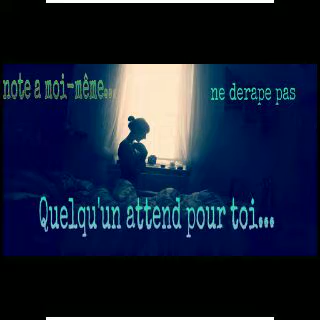 note a moi-même...
ne derape pas
Quelqu'un attend pour toi...